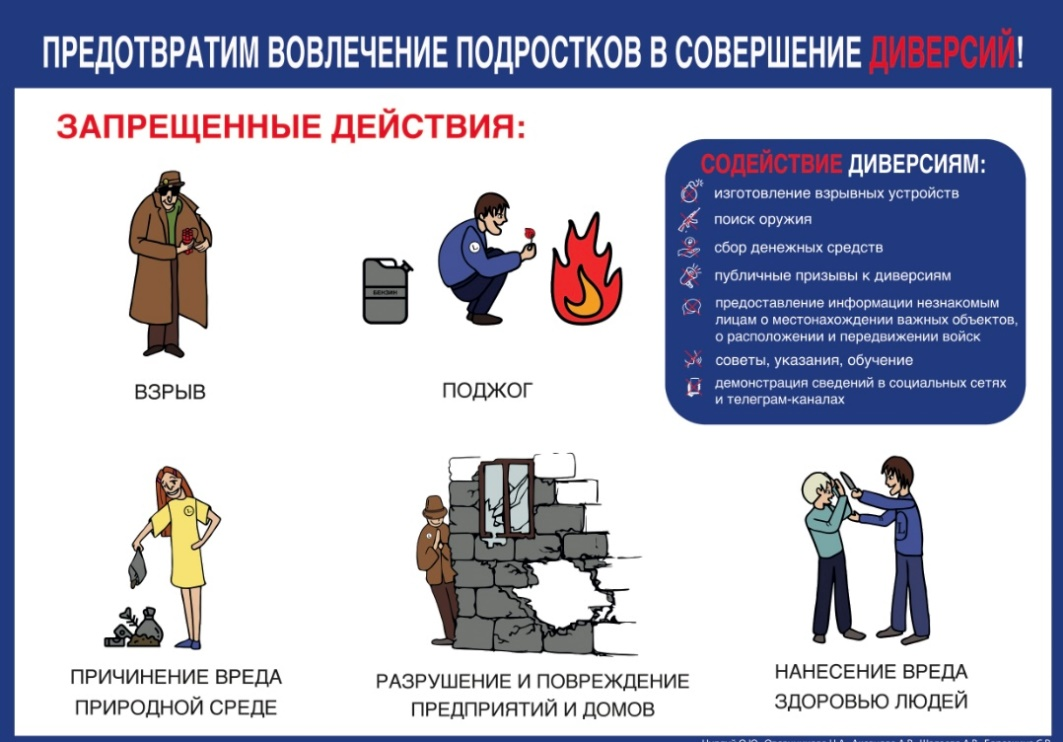 ПРЕДОТВРАТИМ ВОВЛЕЧЕНИЕ ПОДРОСТКОВ В СОВЕРШЕНИЕ ДИВЕРСИЙ!
ЗАПРЕЩЕННЫЕ ДЕЙСТВИЯ:
БЕНЗИН
ВЗРЫВ
ПОДЖОГ
СОДЕЙСТВИЕ ДИВЕРСИЯМ:
изготовление взрывных устройств
поиск оружия
сбор денежных средств
публичные призывы к диверсиям
предоставление информации незнакомым
лицам о местонахождении важных объектов,
о расположении и передвижении войск
советы, указания, обучение
демонстрация сведений в социальных сетях
и телеграм-каналах
ПРИЧИНЕНИЕ ВРЕДА
ПРИРОДНОЙ СРЕДЕ
РАЗРУШЕНИЕ И ПОВРЕЖДЕНИЕ
ПРЕДПРИЯТИЙ И ДОМОВ
НАНЕСЕНИЕ ВРЕДА
ЗДОРОВЬЮ ЛЮДЕЙ